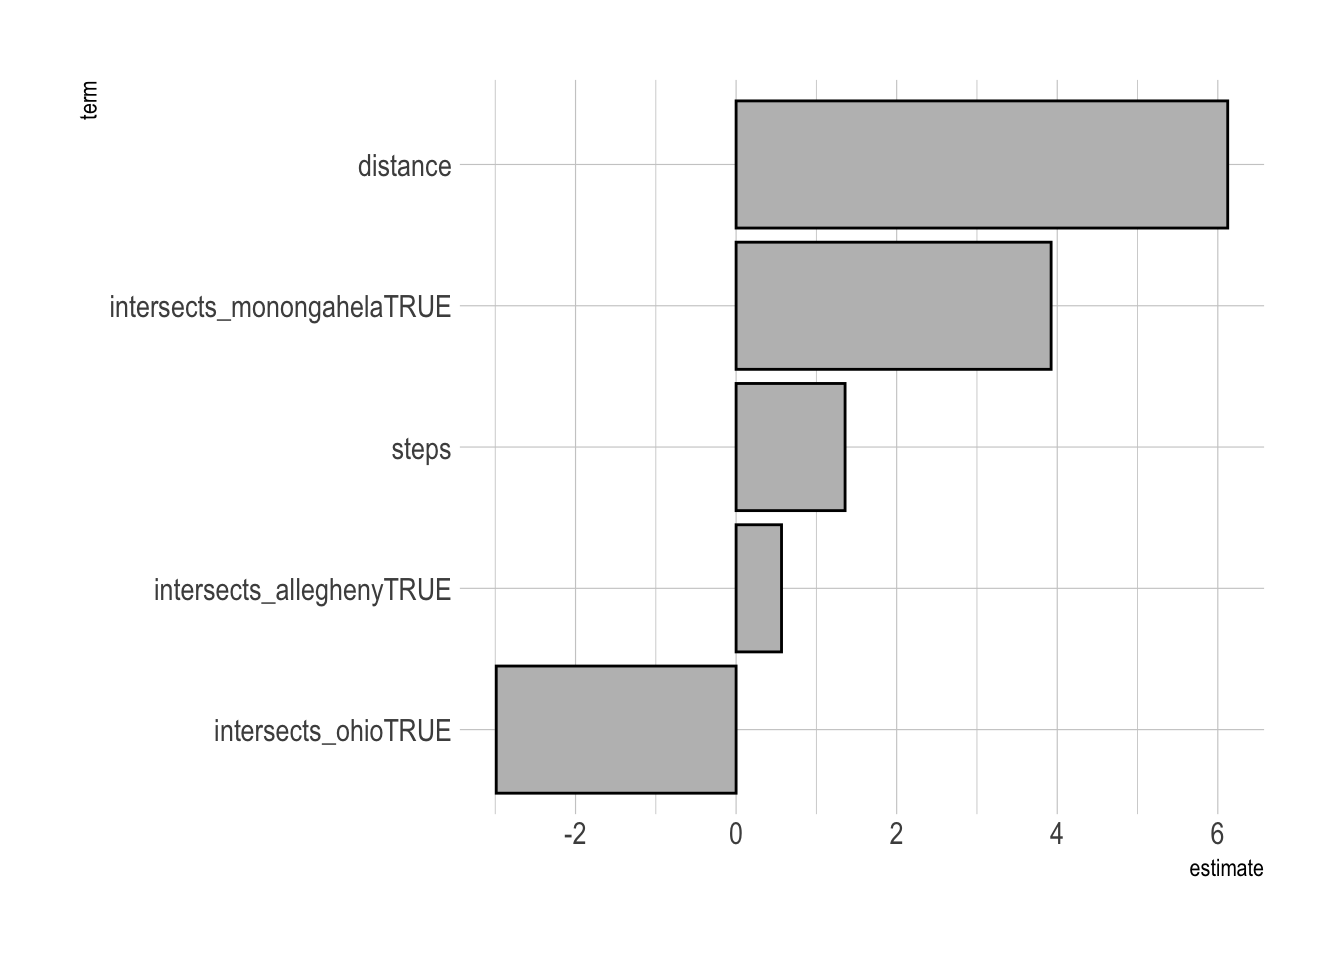 term
distance
intersects_monongahelaTRUE
steps
intersects_alleghenyTRUE
intersects_ohioTRUE
-2 0 2 4 6
estimate